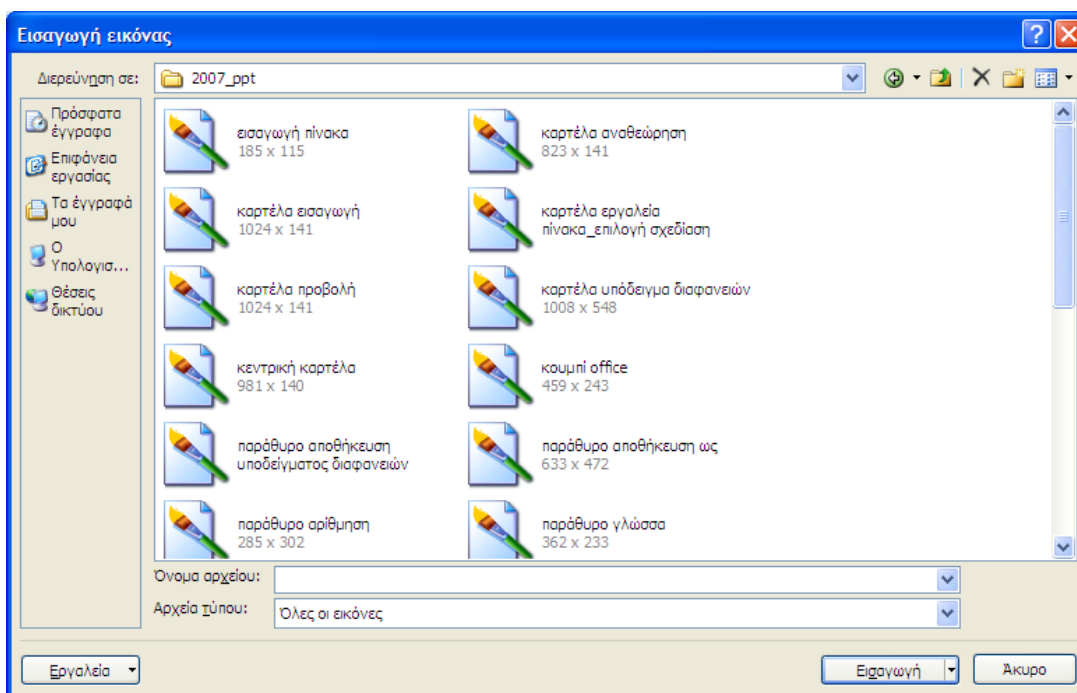 Εισαγωγή εικόνας
Διερεύνηση σε:
2007_ppt
Πρόσφατα
έγγραφα
Επιφάνεια
εργασίας
Τα έγγραφά
μου
Ο
Υπολογισ...
Θέσεις
δικτύου
εισαγωγή πίνακα
185 x 115
καρτέλα αναθεώρηση
823 x 141
καρτέλα εισαγωγή
1024 x 141
καρτέλα εργαλεία
πίνακα_επιλογή σχεδίαση
καρτέλα προβολή
1024 x 141
καρτέλα υπόδειγμα διαφανειών
1008 x 548
κεντρική καρτέλα
981 x 140
κουμπί office
459 x 243
παράθυρο αποθήκευση
υποδείγματος διαφανειών
παράθυρο αποθήκευση ως
633 x 472
παράθυρο αρίθμηση
285 x 302
παράθυρο γλώσσα
362 x 233
Όνομα αρχείου:
Αρχεία τύπου:
Όλες οι εικόνες
Εργαλεία
Εισαγωγή
Άκυρο